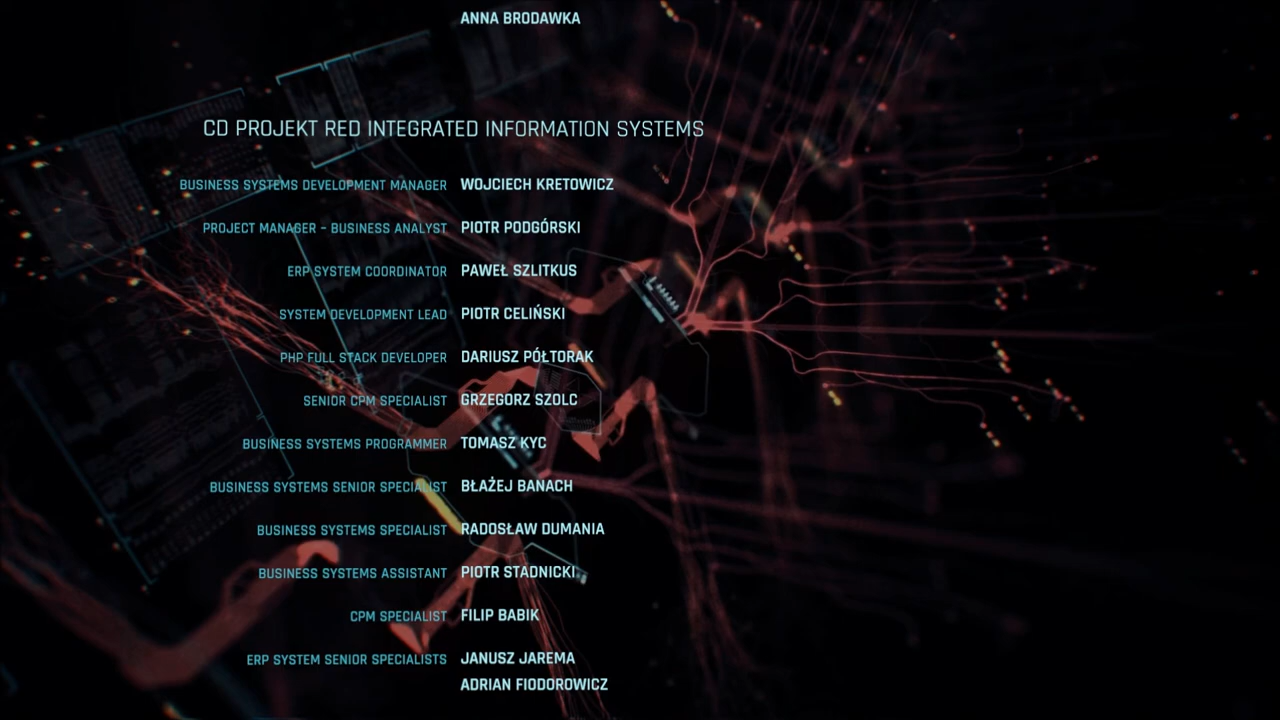 ANNA BRODAWKA
CD PROJEKT RED INTEGRATED INFORMATION SYSTEMS
BUSINESS SYSTEMS DEVELOPMENT MANAGER WOJCIECH KRETOWICZ
PROJECT MANAGER - BUSINESS ANALYST PIOTR PODGÓRSKI
ERP SYSTEM COORDINATOR PAWEŁ SZLITKUS
SYSTEM DEVELOPMENT LEAD PIOTR CELIŃSKI
PHP FULL STACK DEVELOPER DARIUSZ PÓŁTORAK
SENIOR CPM SPECIALIST GRZEGORZ SZOLC
BUSINESS SYSTEMS PROGRAMMER TOMASZ KYC
BUSINESS SYSTEMS SENIOR SPECIALIST BŁAŻEJ BANACH
BUSINESS SYSTEMS SPECIALIST RADOSŁAW DUMANIA
BUSINESS SYSTEMS ASSISTANT PIOTR STADNICKI
CPM SPECIALIST FILIP BABIK
ERP SYSTEM SENIOR SPECIALISTS JANUSZ JAREMA
ADRIAN FIODOROWICZ